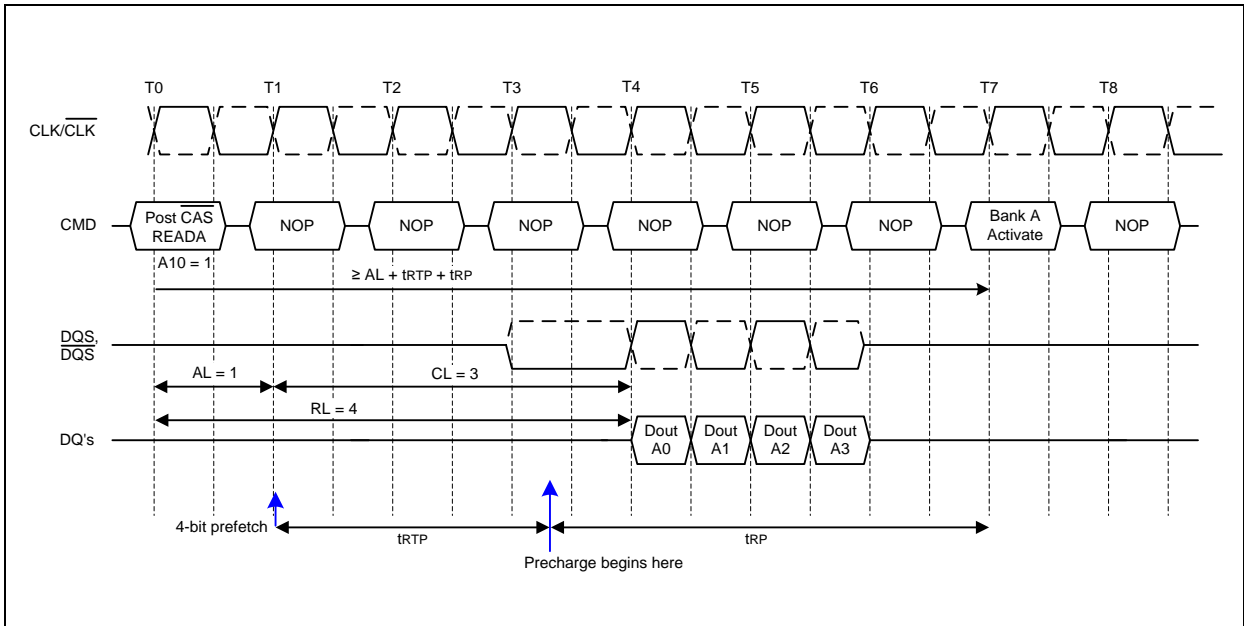 T0 T1 T2 T3 T4 T5 T6 T7 T8
CLK/CLK
CMD
Post CAS
READA
NOP
NOP
NOP
NOP
NOP
NOP
Bank A
Activate
NOP
A10 = 1
≥ AL + tRTP + tRP
DQS,
DQS
AL = 1
CL = 3
RL = 4
DQ's
Dout
A0
Dout
A1
Dout
A2
Dout
A3
4-bit prefetch
tRTP
tRP
Precharge begins here